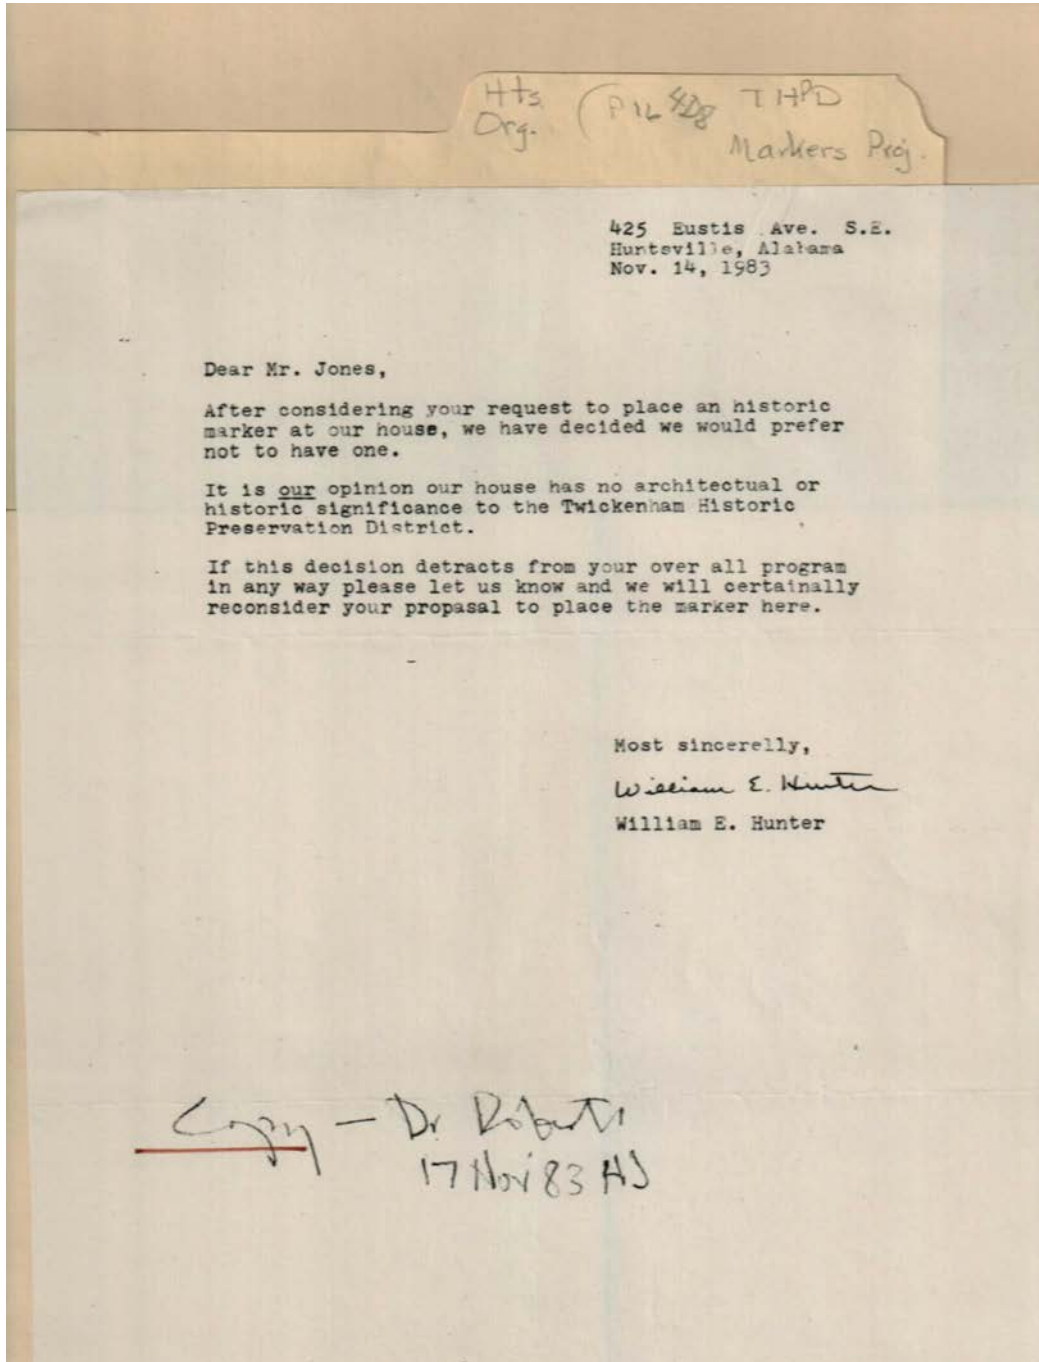 Hts. THPD
Org. Markers Proj.
425 Eustis Ave. S.E.
Huntsville, Alabama
Nov. 14, 1983
Dear Mr. Jones,
After considering your request to place an historic
marker at our house, we have decided we would prefer
not to have one.
It is our opinion our house has no architectual or
historic significance to the Twickenham Historic
Preservation District.
If this decision detracts from your over all program
in any way please let us know and we will certainally
reconsider your propasal to place the marker here.
Most sincerelly,
William E. Hunter
William E. Hunter
Copy — Dr. Roberts
17 Nov '83 HJ